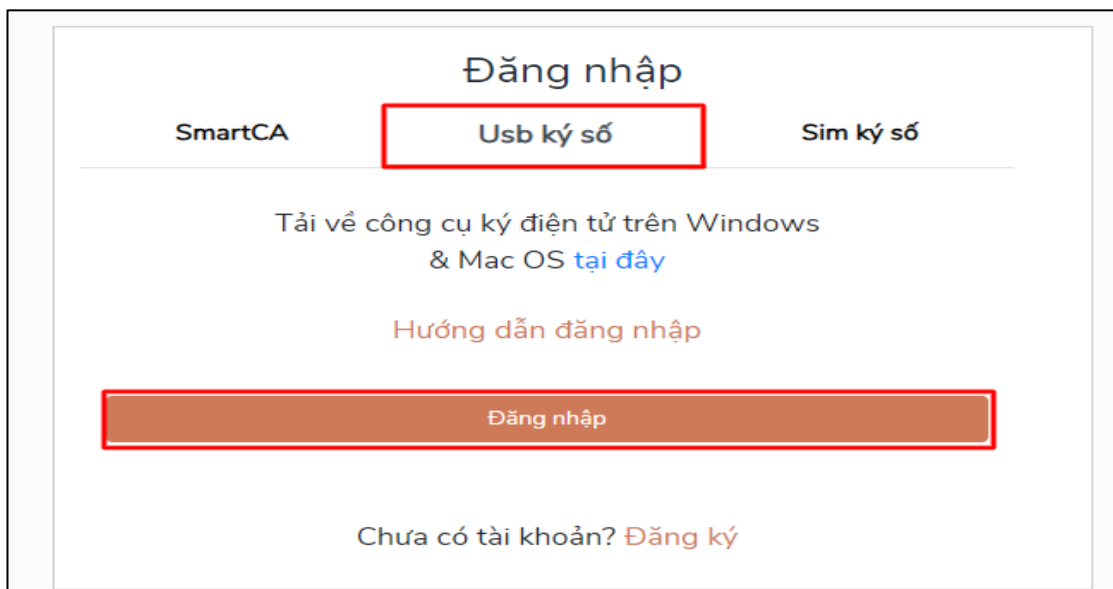 Đăng nhập
SmartCA Usb ký số Sim ký số
Tải về công cụ ký điện tử trên Windows
& Mac OS tại đây
Hướng dẫn đăng nhập
Đăng nhập
Chưa có tài khoản? Đăng ký